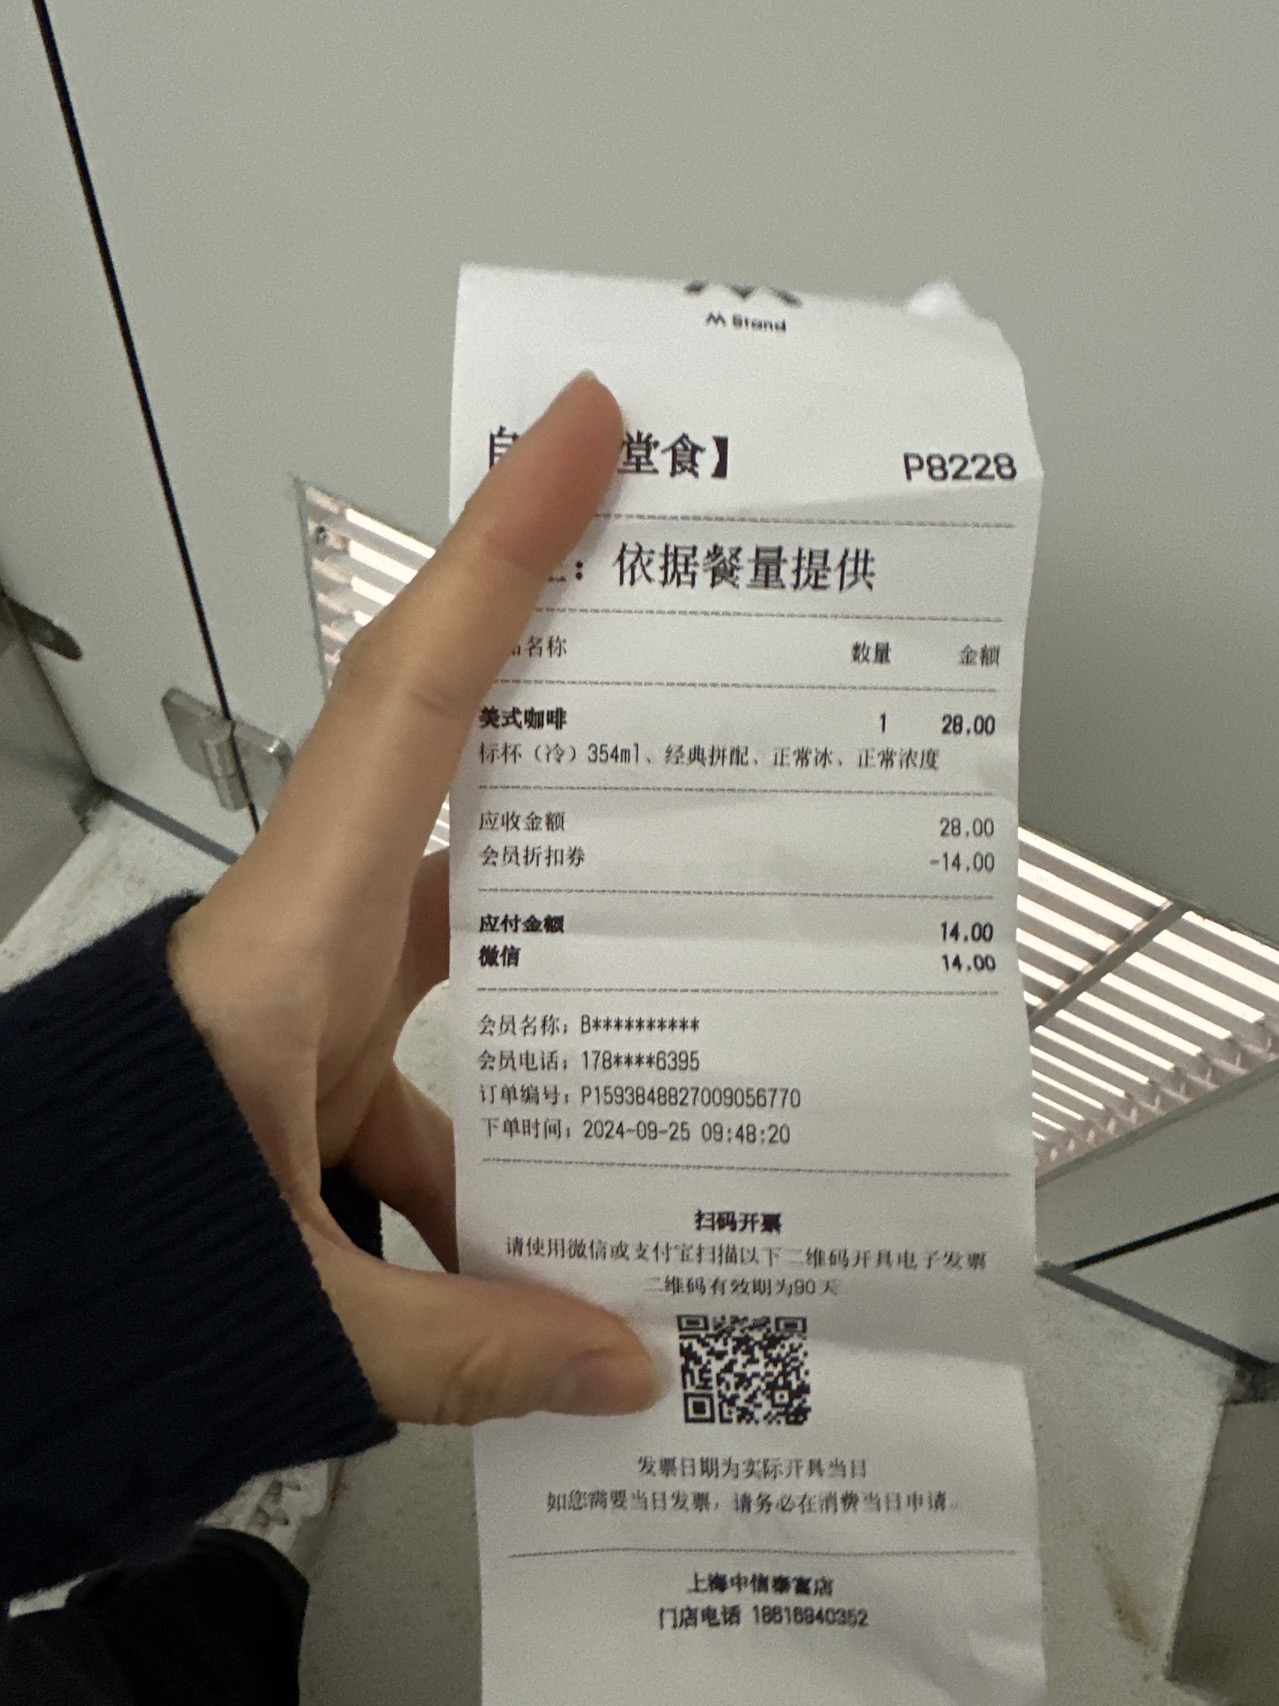 M Stand
堂食】 P8228
：依据餐量提供
名称 数量 金额
美式咖啡 1 28.00
标杯（冷）354ml、经典拼配、正常冰、正常浓度
应收金额 28.00
会员折扣券 -14.00
应付金额 14.00
微信 14.00
会员名称：B**********
会员电话：178****6395
订单编号：P1593848827009056770
下单时间：2024-09-25 09:48:20
扫码开票
请使用微信或支付宝扫描以下二维码开具电子发票
二维码有效期为90天
发票日期为实际开具当日
如您需要当日发票，请务必在消费当日申请。
上海中信泰富店
门店电话 18616840352